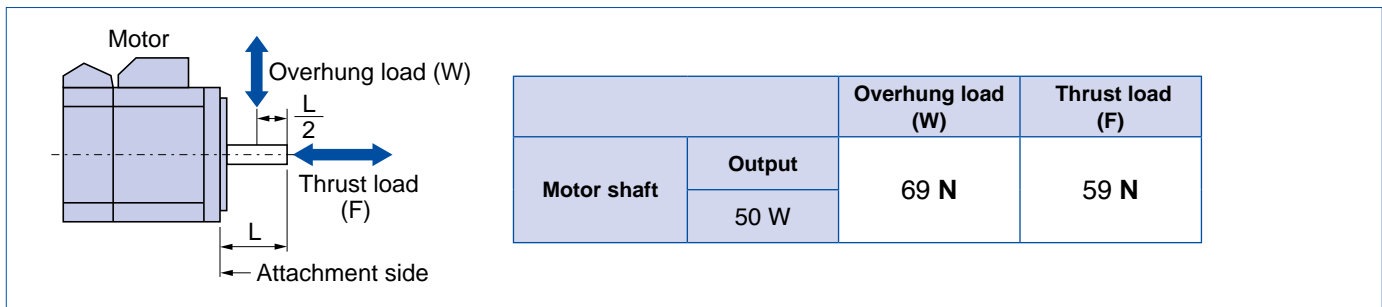 Motor
Overhung load (W)
L
2
Thrust load
(F)
L
Attachment side
Overhung load
(W)
Thrust load
(F)
Motor shaft
Output
69 N
59 N
50 W